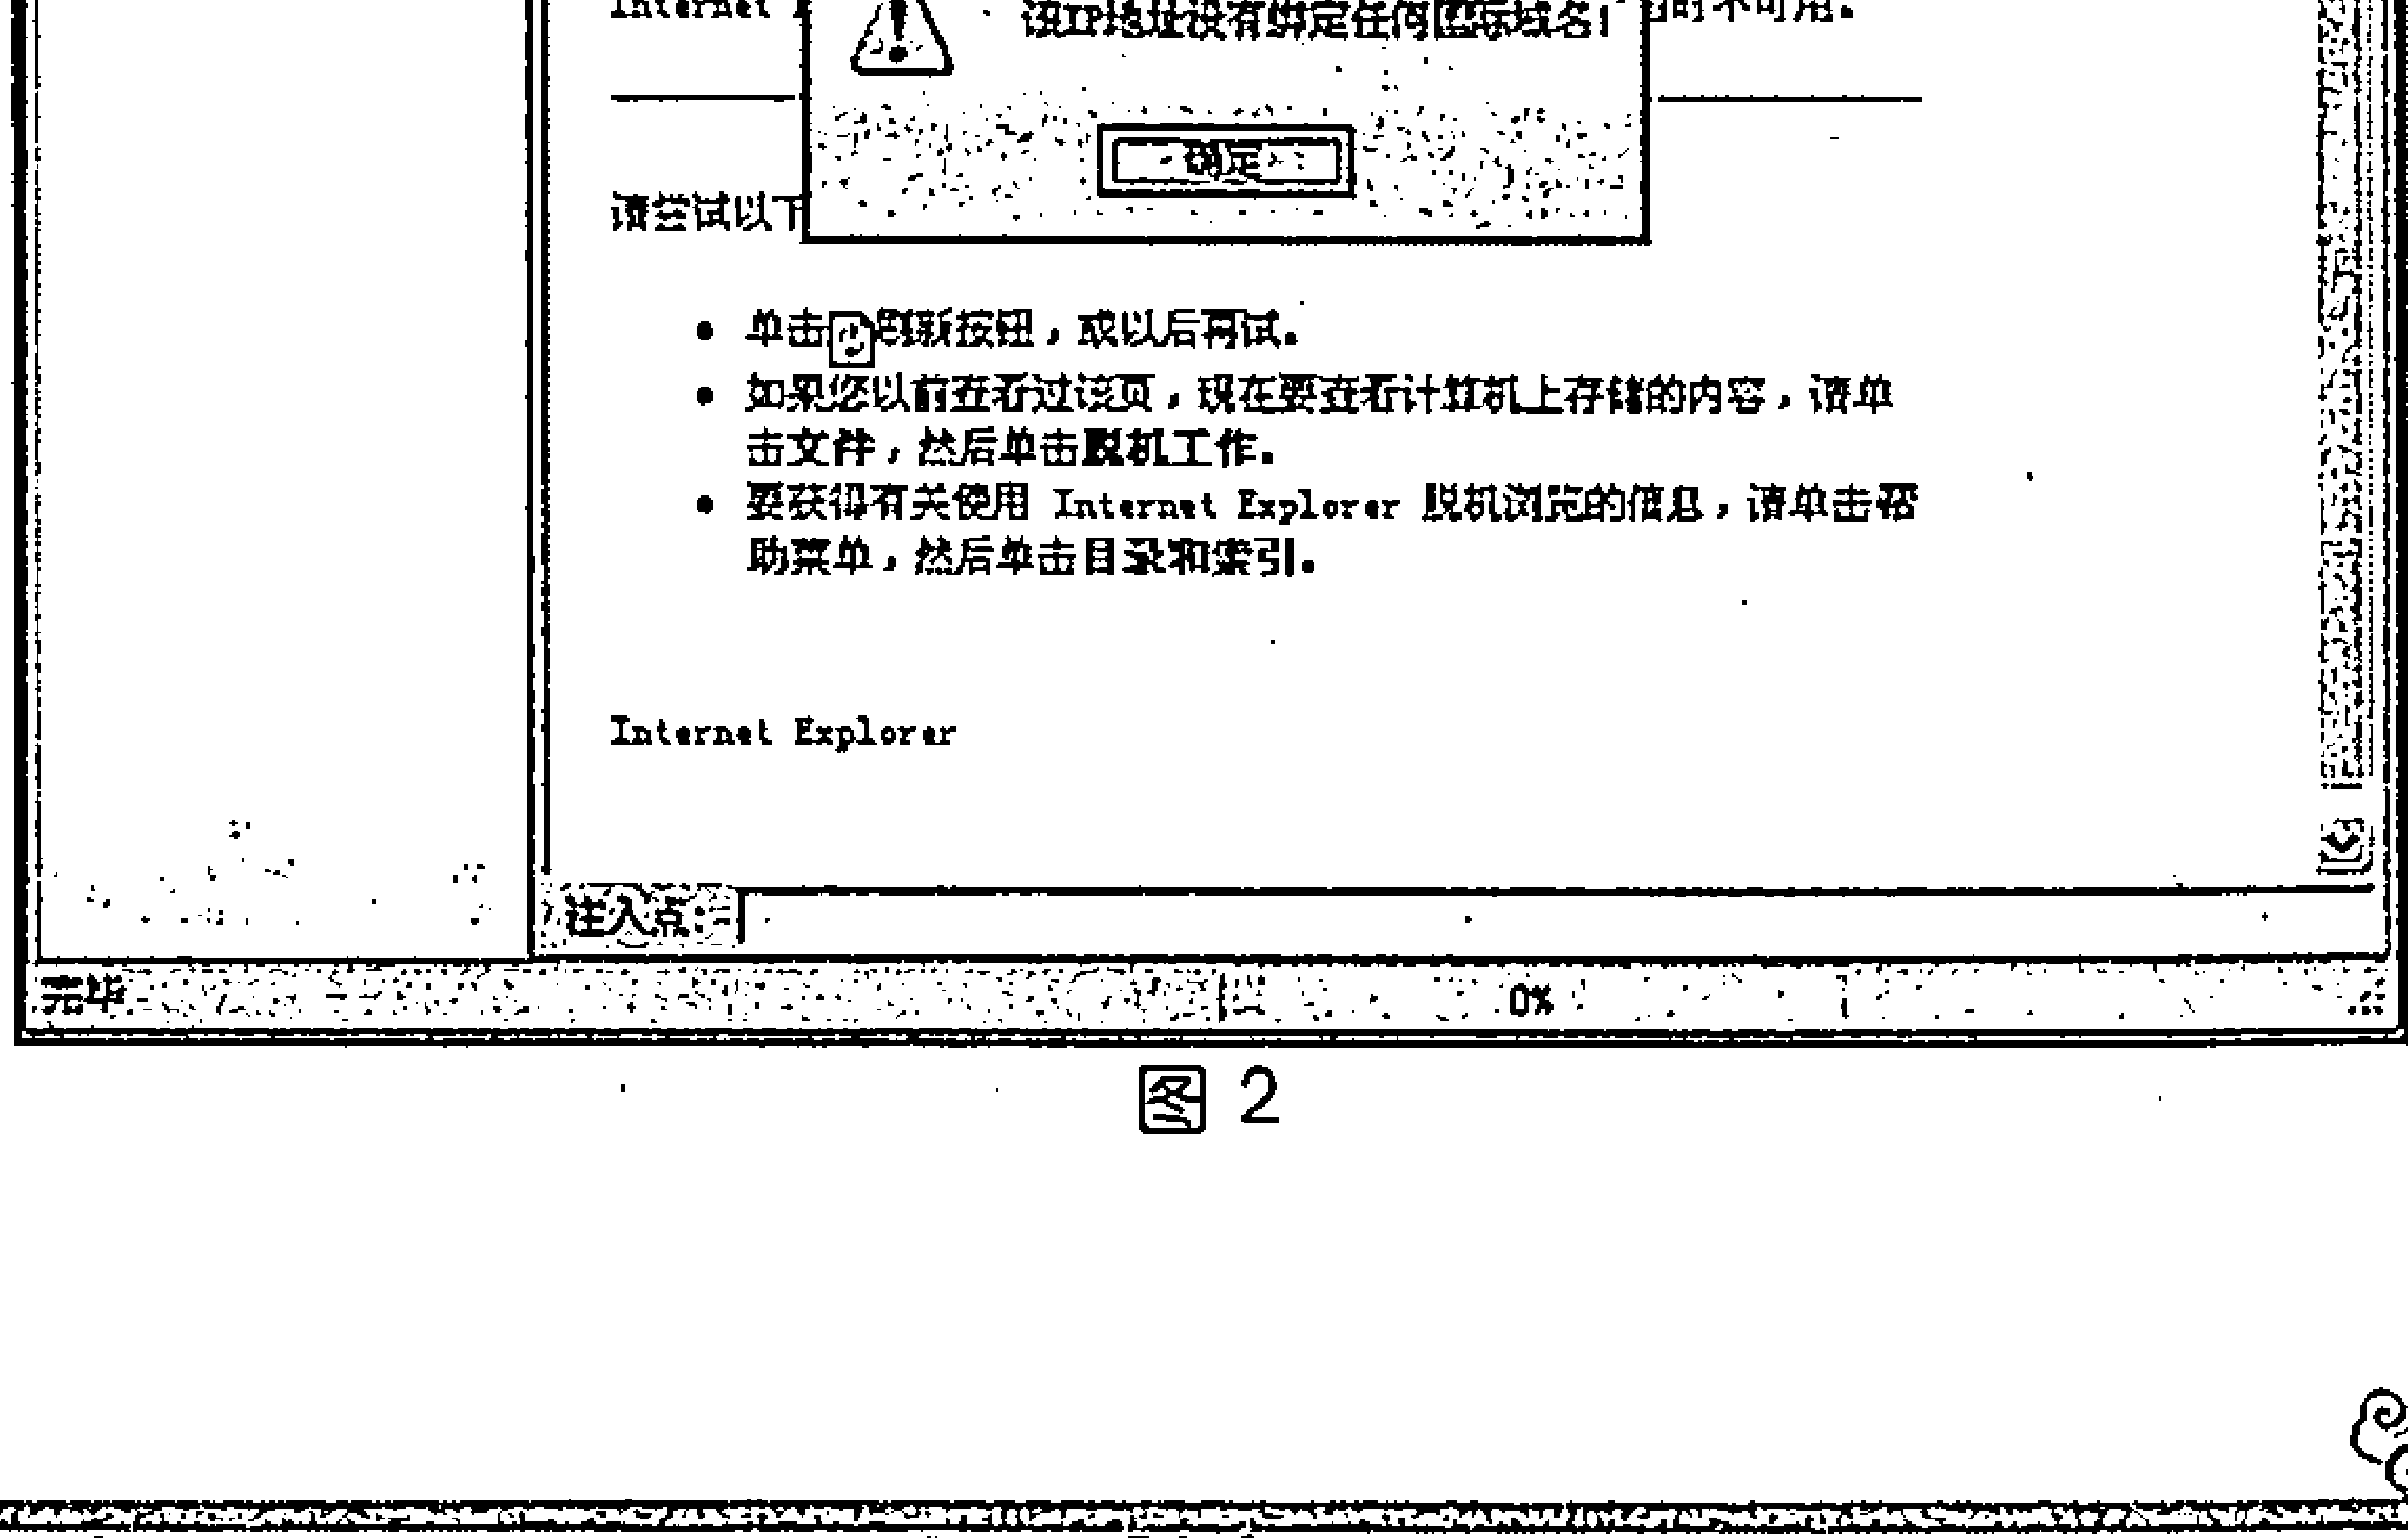 Internet
该IP地址没有绑定任何国际域名!
时不可用。
确定
请尝试以下
单击 刷新按钮，或以后再试。
如果您以前查看过该页，现在要查看计算机上存储的内容，请单
击文件，然后单击脱机工作。
要获得有关使用 Internet Explorer 脱机浏览的信息，请单击帮
助菜单，然后单击目录和索引。
Internet Explorer
注入点：
完毕
0%
图 2